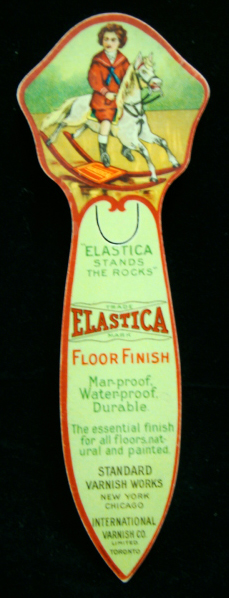 "ELASTICA
STANDS
THE ROCKS"
TRADE
ELASTICA
MARK
FLOOR FINISH
Mar-proof.
Waterproof.
Durable.
The essential finish
for all floors, nat-
ural and painted.
STANDARD
VARNISH WORKS
NEW YORK
CHICAGO
INTERNATIONAL
VARNISH CO.
LIMITED
TORONTO